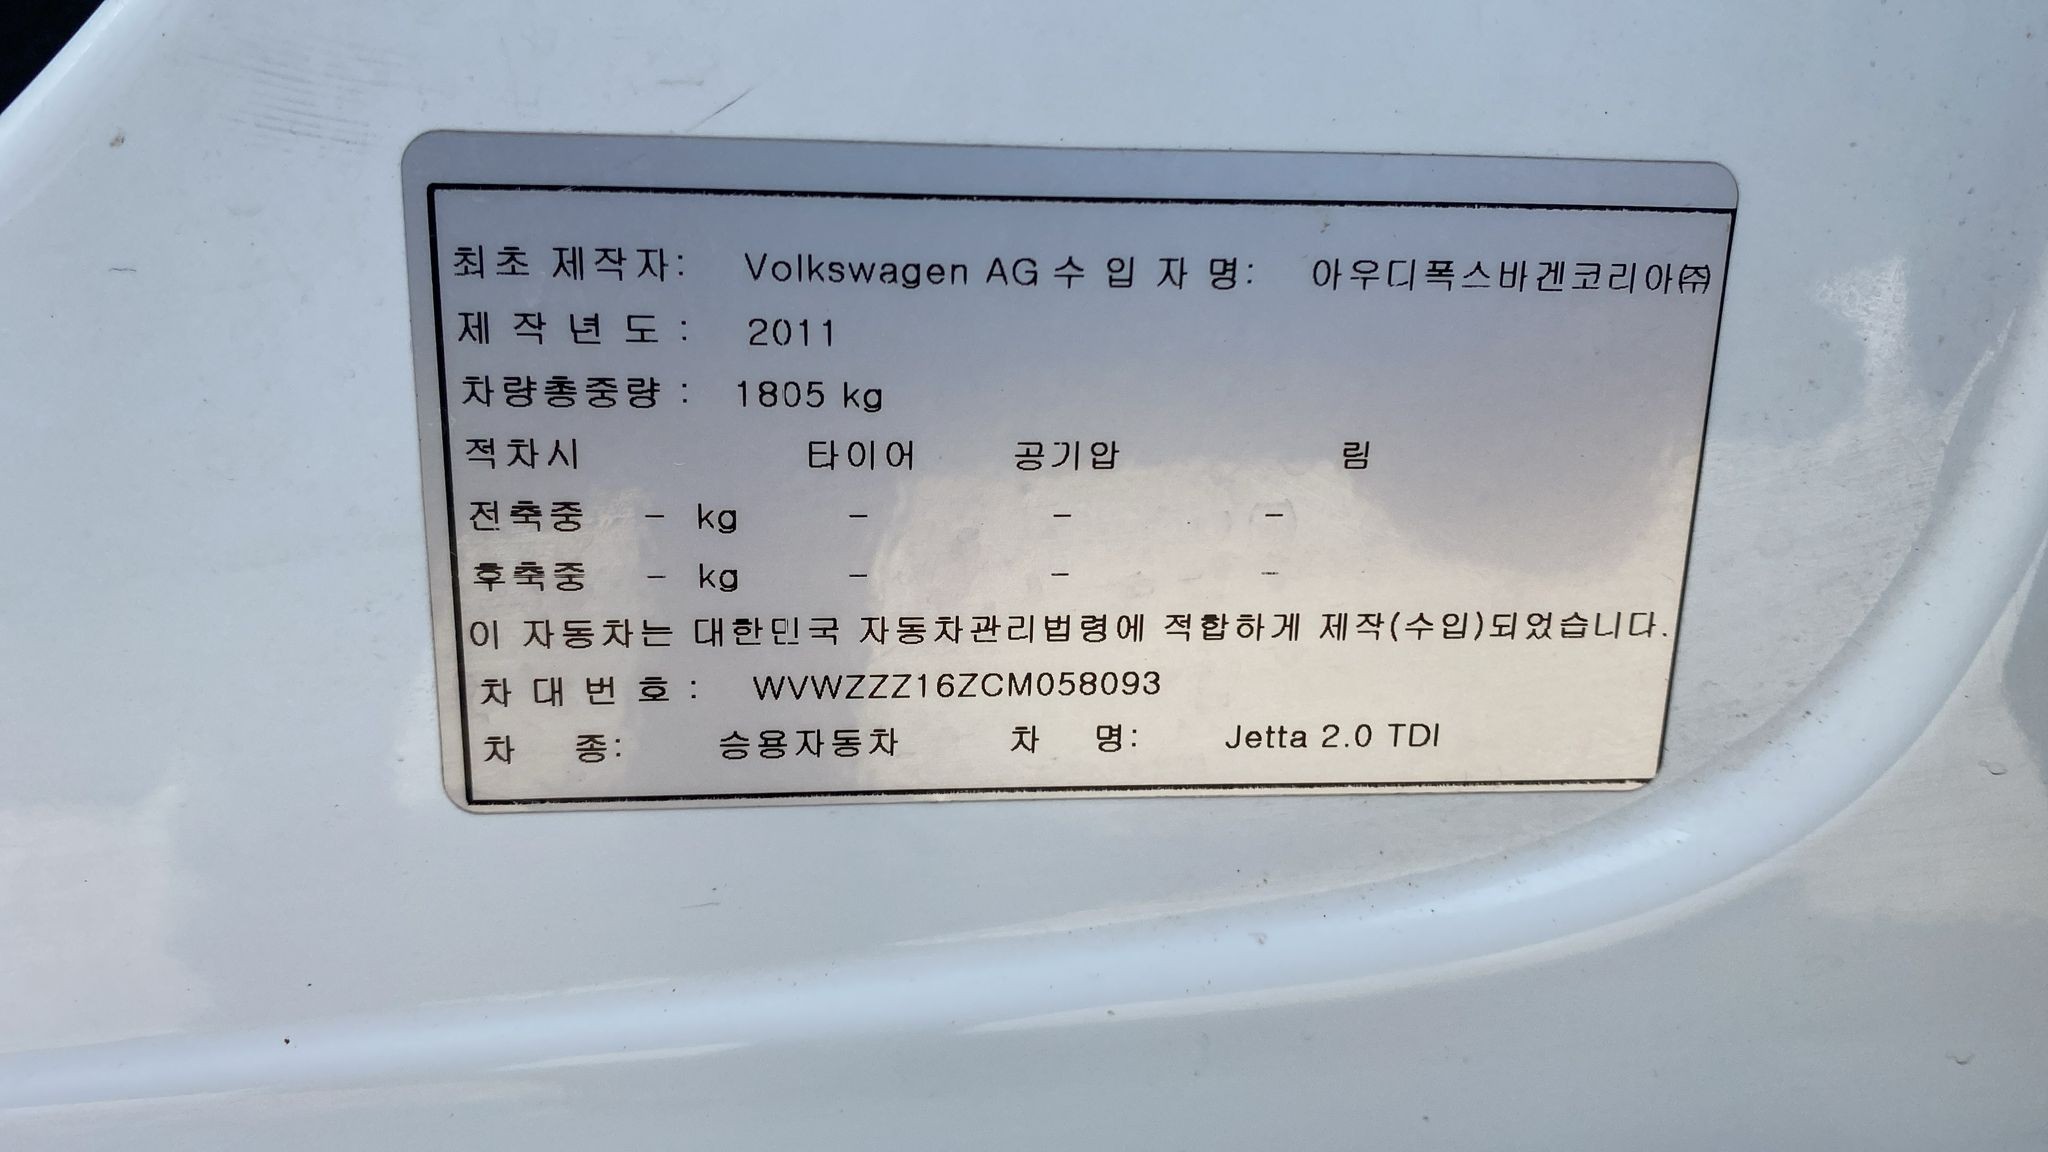 최초 제작자: Volkswagen AG 수 입 자 명: 아우디폭스바겐코리아㈜
제 작 년 도 : 2011
차량총중량 : 1805 kg
적차시 타이어 공기압 림
전축중 - kg - - -
후축중 - kg - - -
이 자동차는 대한민국 자동차관리법령에 적합하게 제작(수입)되었습니다.
차 대 번 호 : WVWZZZ16ZCM058093
차 종: 승용자동차 차 명: Jetta 2.0 TDI